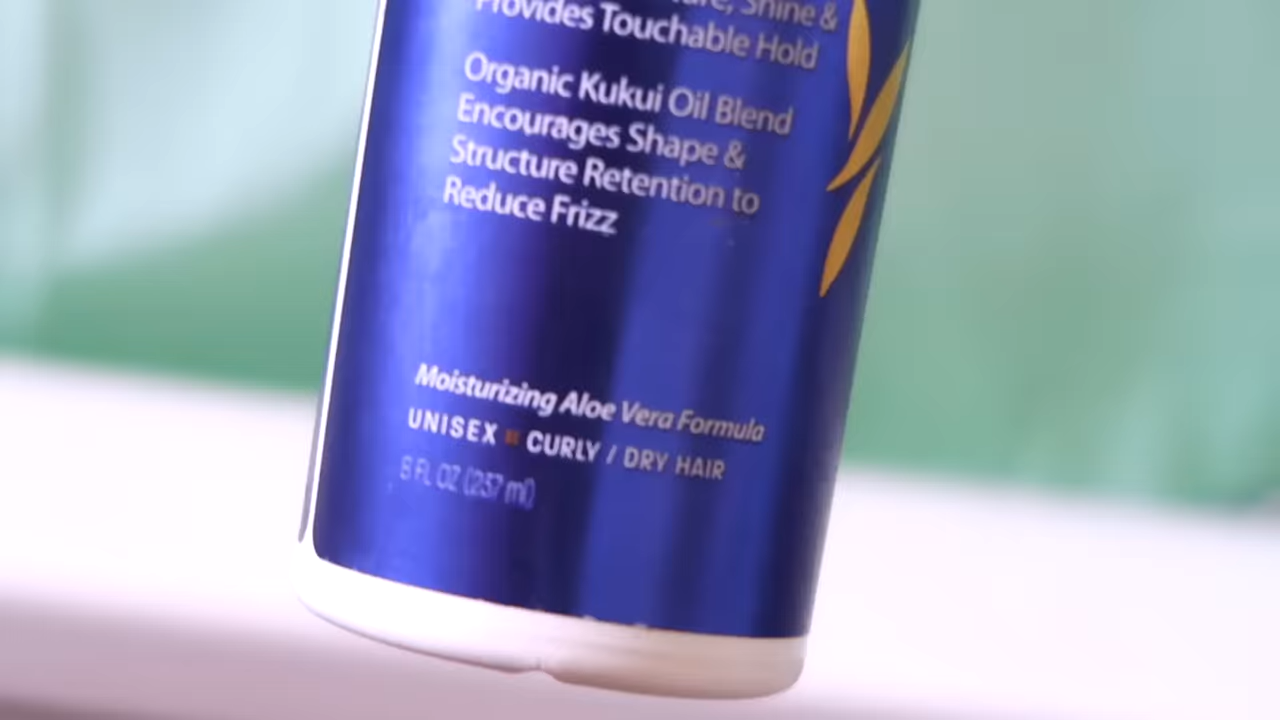 Shine &
Provides Touchable Hold
Organic Kukui Oil Blend
Encourages Shape &
Structure Retention to
Reduce Frizz
Moisturizing Aloe Vera Formula
UNISEX ▪ CURLY / DRY HAIR
8 FL OZ (237 ml)